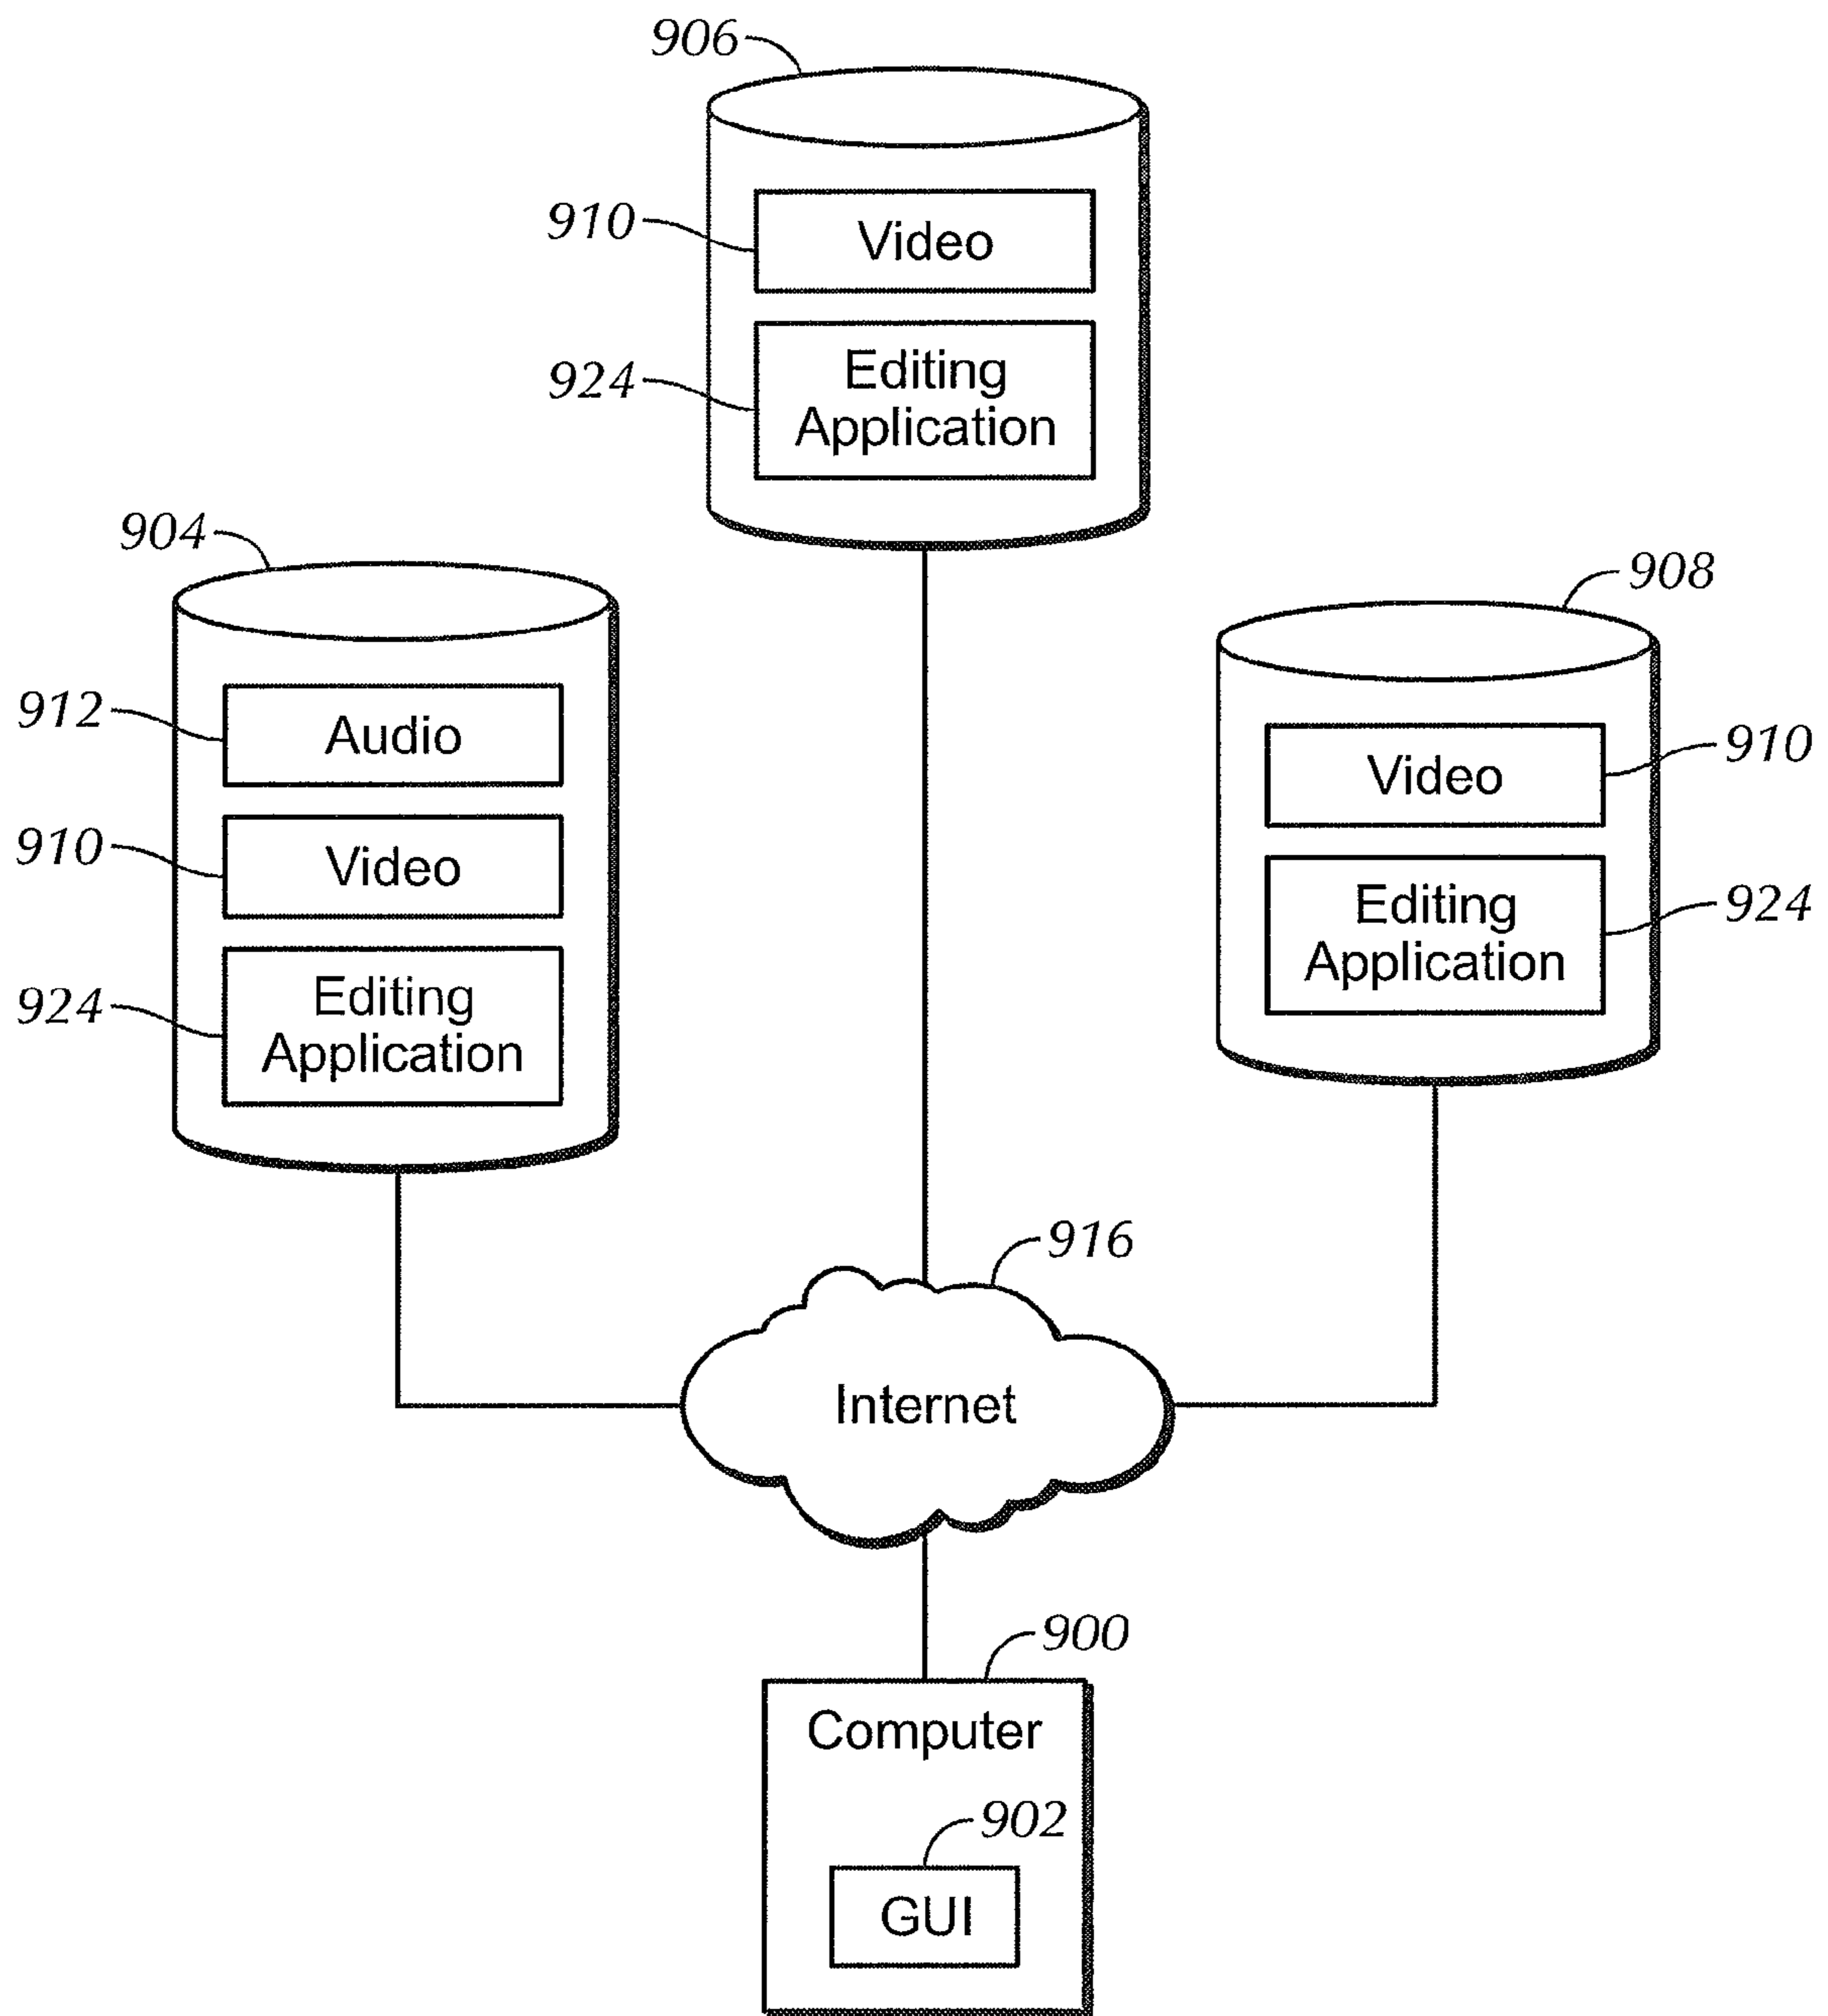 906
910
Video
924
Editing
Application
904
912
Audio
910
Video
924
Editing
Application
908
Video
910
Editing
Application
924
916
Internet
900
Computer
902
GUI